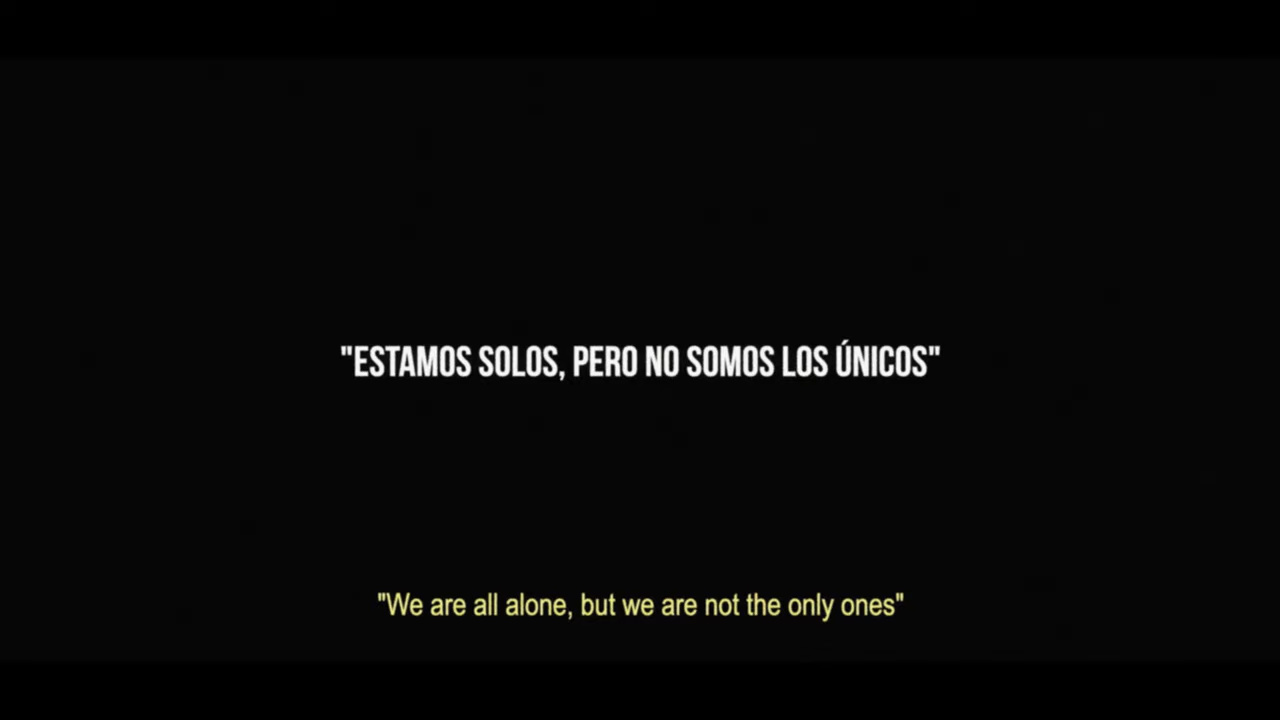 "ESTAMOS SOLOS, PERO NO SOMOS LOS ÚNICOS"
"We are all alone, but we are not the only ones"